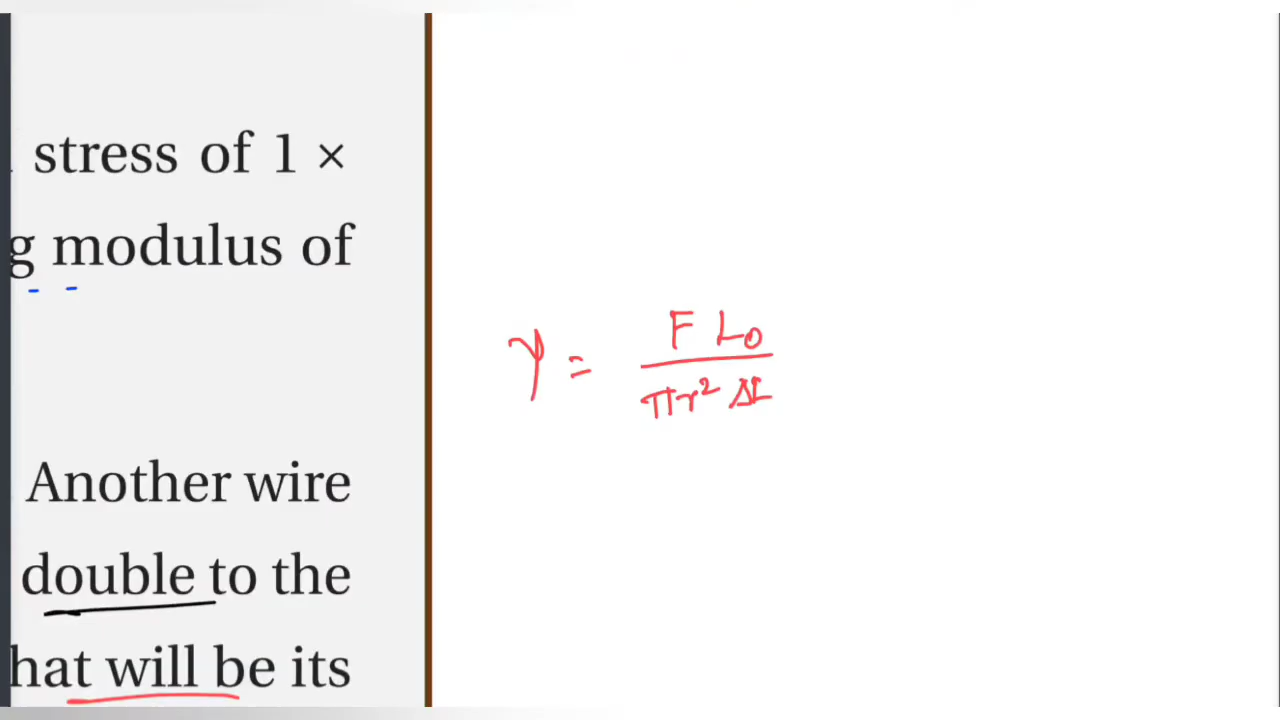 stress of 1 ×
g modulus of
Another wire
double to the
hat will be its
Y = F L₀ / πr² ΔL